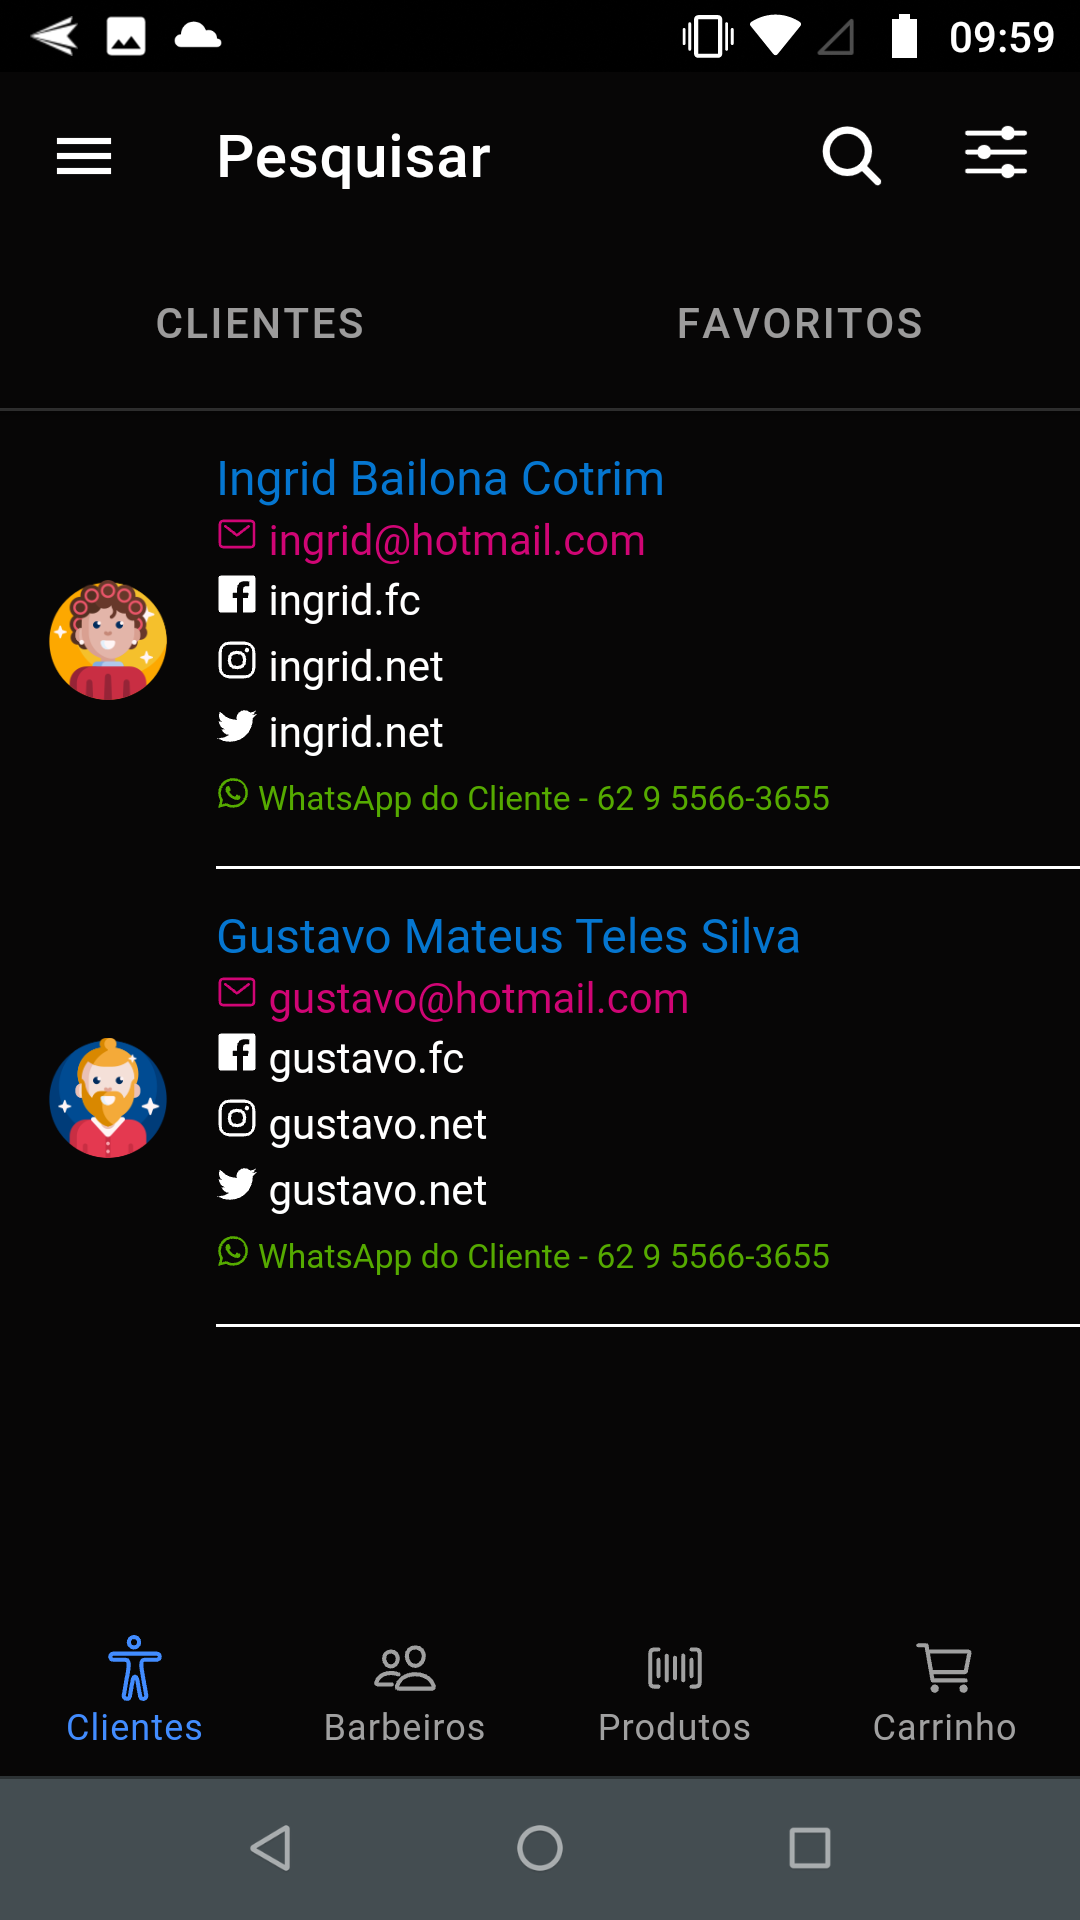 09:59
Pesquisar
CLIENTES
FAVORITOS
Ingrid Bailona Cotrim
ingrid@hotmail.com
ingrid.fc
ingrid.net
ingrid.net
WhatsApp do Cliente - 62 9 5566-3655
Gustavo Mateus Teles Silva
gustavo@hotmail.com
gustavo.fc
gustavo.net
gustavo.net
WhatsApp do Cliente - 62 9 5566-3655
Clientes
Barbeiros
Produtos
Carrinho